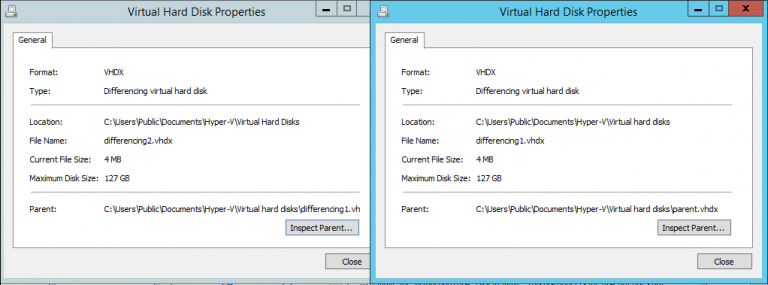 Virtual Hard Disk Properties
General
Format: VHDX
Type: Differencing virtual hard disk
Location: C:\Users\Public\Documents\Hyper-V\Virtual Hard Disks
File Name: differencing2.vhdx
Current File Size: 4 MB
Maximum Disk Size: 127 GB
Parent: C:\Users\Public\Documents\Hyper-V\Virtual hard disks\differencing1.vh
Inspect Parent...
Close
Virtual Hard Disk Properties
General
Format: VHDX
Type: Differencing virtual hard disk
Location: C:\Users\Public\Documents\Hyper-V\Virtual hard disks
File Name: differencing1.vhdx
Current File Size: 4 MB
Maximum Disk Size: 127 GB
Parent: C:\Users\Public\Documents\Hyper-V\Virtual hard disks\parent.vhdx
Inspect Parent...
Close